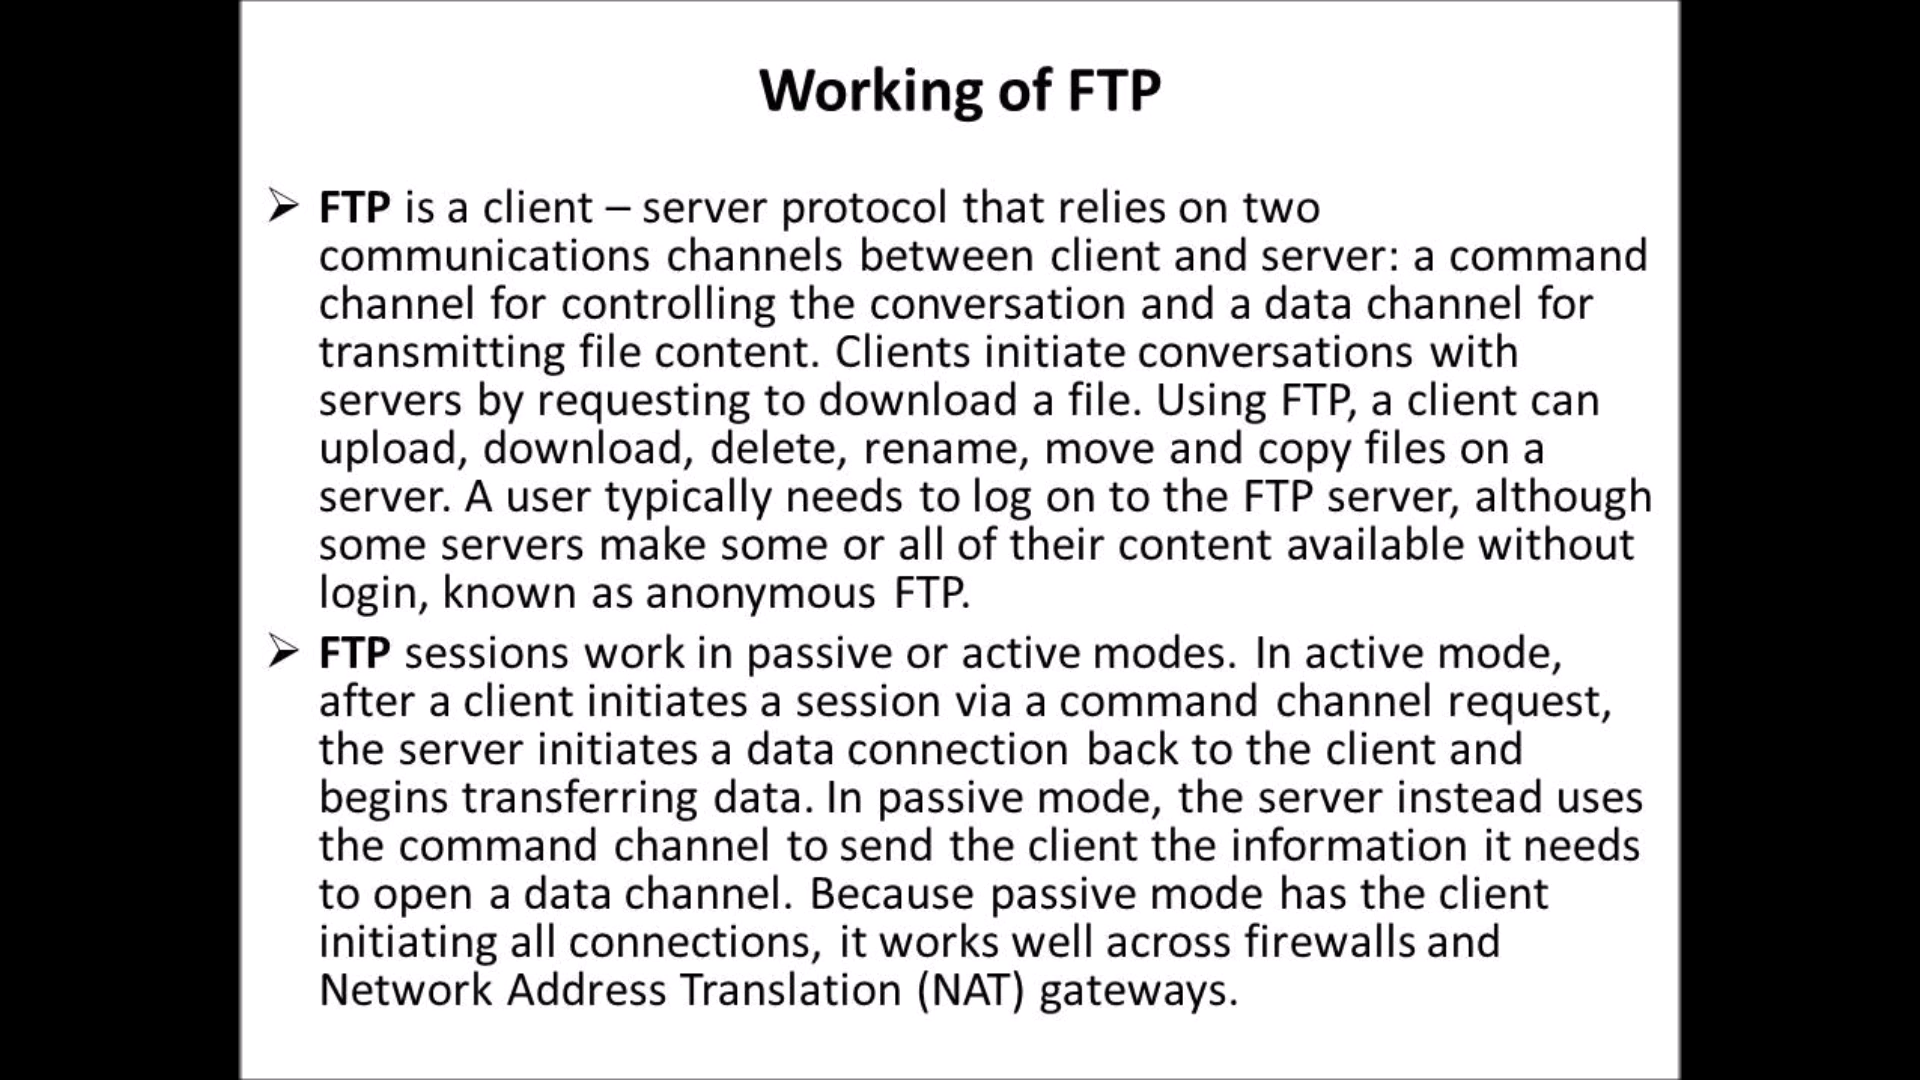 Working of FTP
➢ FTP is a client – server protocol that relies on two
communications channels between client and server: a command
channel for controlling the conversation and a data channel for
transmitting file content. Clients initiate conversations with
servers by requesting to download a file. Using FTP, a client can
upload, download, delete, rename, move and copy files on a
server. A user typically needs to log on to the FTP server, although
some servers make some or all of their content available without
login, known as anonymous FTP.
➢ FTP sessions work in passive or active modes. In active mode,
after a client initiates a session via a command channel request,
the server initiates a data connection back to the client and
begins transferring data. In passive mode, the server instead uses
the command channel to send the client the information it needs
to open a data channel. Because passive mode has the client
initiating all connections, it works well across firewalls and
Network Address Translation (NAT) gateways.